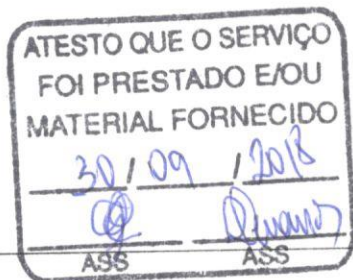 ATESTO QUE O SERVIÇO
FOI PRESTADO E/OU
MATERIAL FORNECIDO
30 / 09 / 2018
ASS ASS